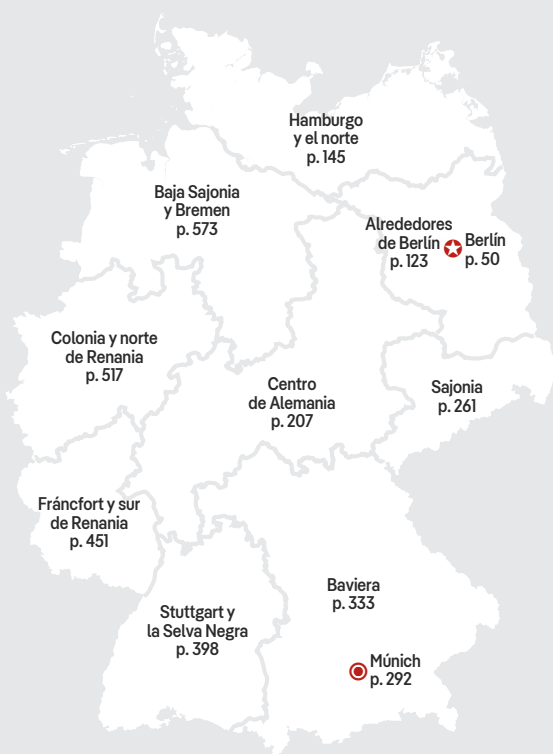 Hamburgo
y el norte
p. 145
Baja Sajonia
y Bremen
p. 573
Alrededores
de Berlín
p. 123
Berlín
p. 50
Colonia y norte
de Renania
p. 517
Centro
de Alemania
p. 207
Sajonia
p. 261
Fráncfort y sur
de Renania
p. 451
Baviera
p. 333
Stuttgart y
la Selva Negra
p. 398
Múnich
p. 292